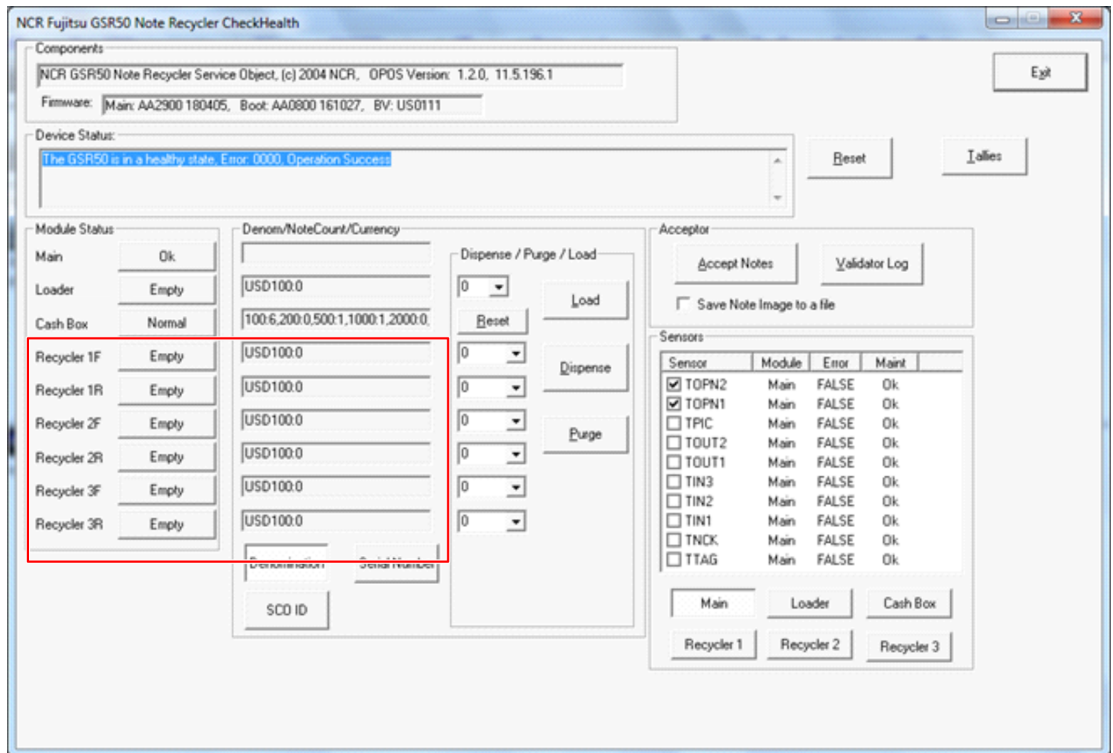 NCR Fujitsu GSR50 Note Recycler CheckHealth
Components
NCR GSR50 Note Recycler Service Object, (c) 2004 NCR, OPOS Version: 1.2.0, 11.5.196.1
Exit
Firmware: Main: AA2900 180405, Boot: AA0800 161027, BV: US0111
Device Status:
The GSR50 is in a healthy state, Error: 0000, Operation Success
Reset
Tallies
Module Status
Denom/NoteCount/Currency
Acceptor
Main Ok
Dispense / Purge / Load
Accept Notes Validator Log
Loader Empty USD100:0 0 Load
Save Note Image to a file
Cash Box Normal 100:6,200:0,500:1,1000:1,2000:0, Reset
Sensors
Recycler 1F Empty USD100:0 0 Dispense
Recycler 1R Empty USD100:0 0
Recycler 2F Empty USD100:0 0 Purge
Recycler 2R Empty USD100:0 0
Recycler 3F Empty USD100:0 0
Recycler 3R Empty USD100:0 0
Denomination Serial Number
SCO ID
Sensor Module Error Maint
TOPN2 Main FALSE Ok
TOPN1 Main FALSE Ok
TPIC Main FALSE Ok
TOUT2 Main FALSE Ok
TOUT1 Main FALSE Ok
TIN3 Main FALSE Ok
TIN2 Main FALSE Ok
TIN1 Main FALSE Ok
TNCK Main FALSE Ok
TTAG Main FALSE Ok
Main Loader Cash Box
Recycler 1 Recycler 2 Recycler 3